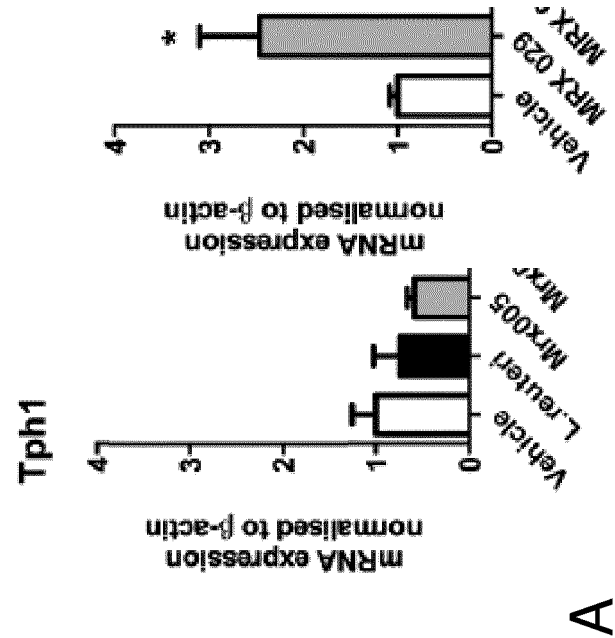 A
Tph1
mRNA expression
normalised to β-actin
4
3
2
1
0
Vehicle
L.reuteri
Mrx005
mRNA expression
normalised to β-actin
4
3
2
1
0
*
Vehicle
MRX 029
MRX